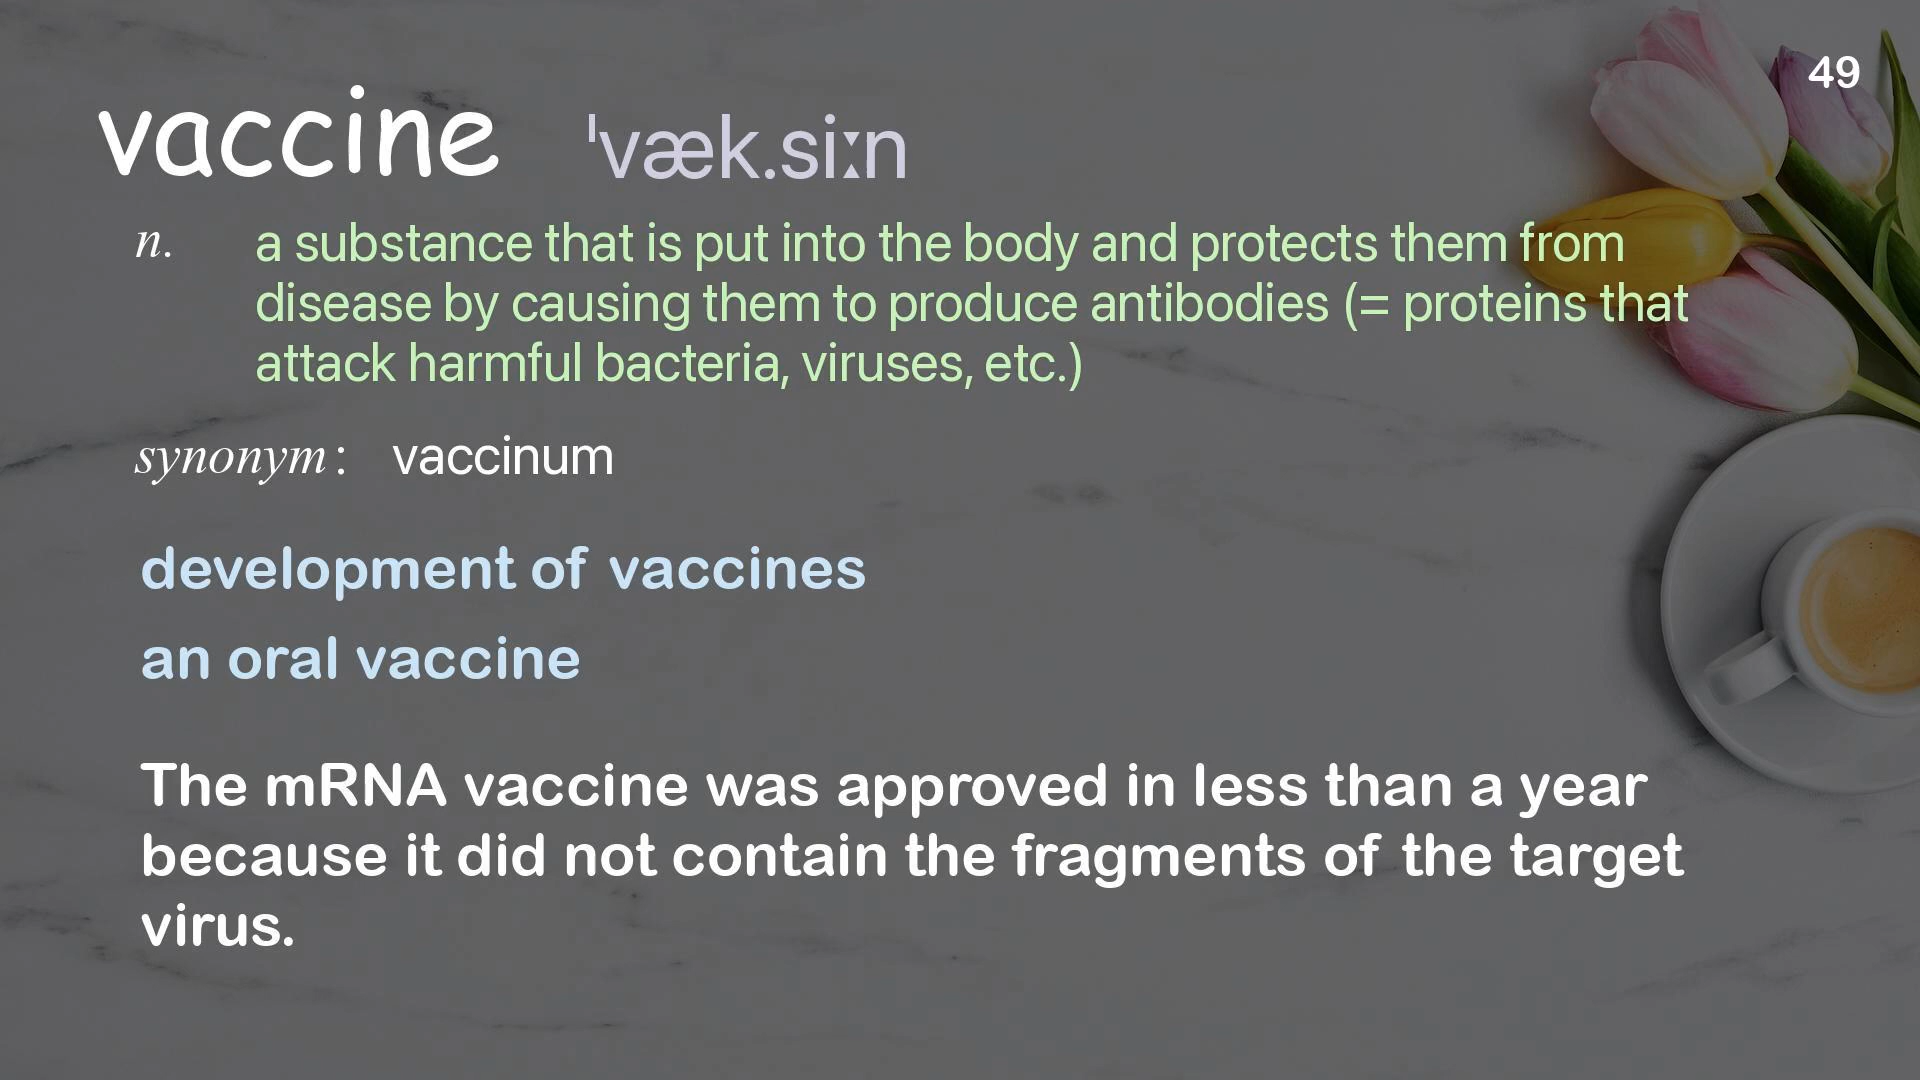 49
vaccine ˈvæk.siːn
n. a substance that is put into the body and protects them from
disease by causing them to produce antibodies (= proteins that
attack harmful bacteria, viruses, etc.)
synonym : vaccinum
development of vaccines
an oral vaccine
The mRNA vaccine was approved in less than a year
because it did not contain the fragments of the target
virus.